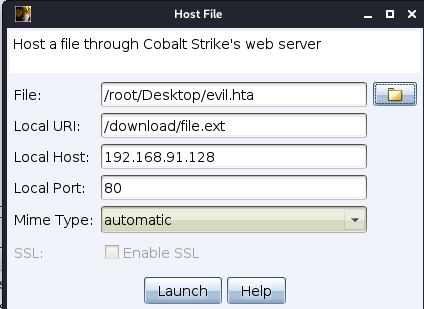 Host File
Host a file through Cobalt Strike's web server
File: /root/Desktop/evil.hta
Local URI: /download/file.ext
Local Host: 192.168.91.128
Local Port: 80
Mime Type: automatic
SSL: Enable SSL
Launch Help